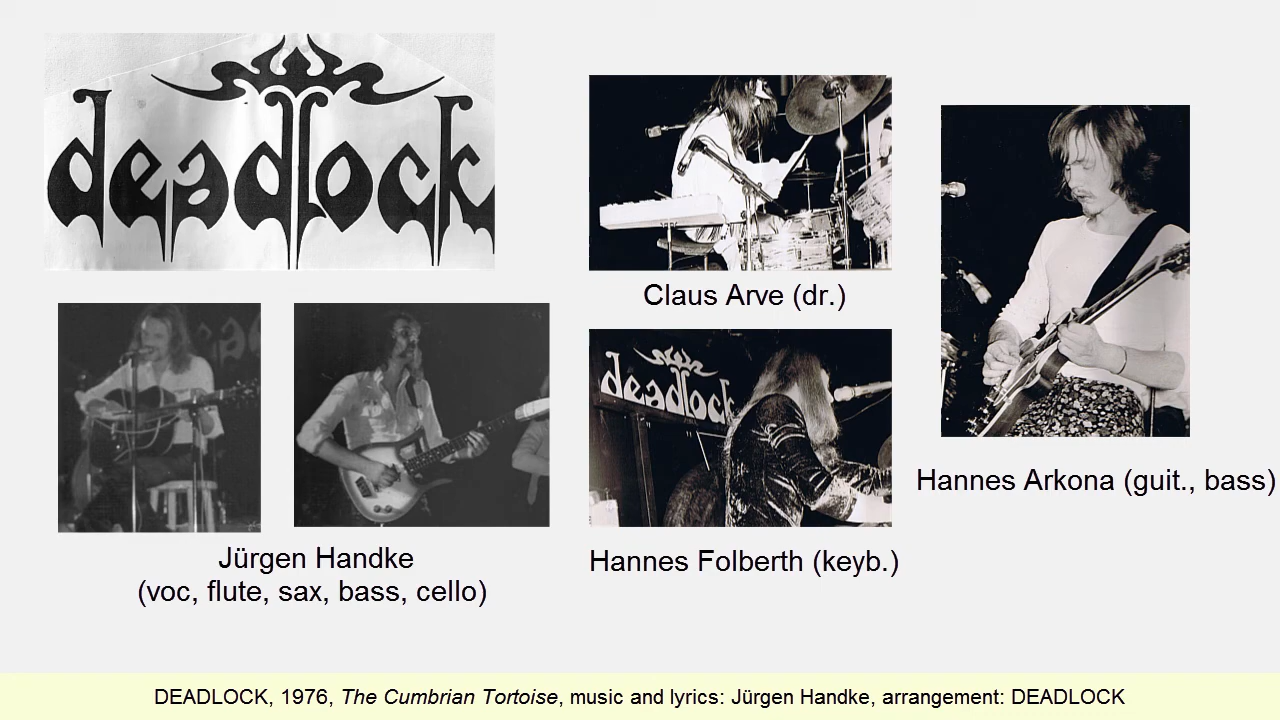 deadlock
Claus Arve (dr.)
deadlock
Hannes Arkona (guit., bass)
Jürgen Handke
(voc, flute, sax, bass, cello)
Hannes Folberth (keyb.)
DEADLOCK, 1976, The Cumbrian Tortoise, music and lyrics: Jürgen Handke, arrangement: DEADLOCK